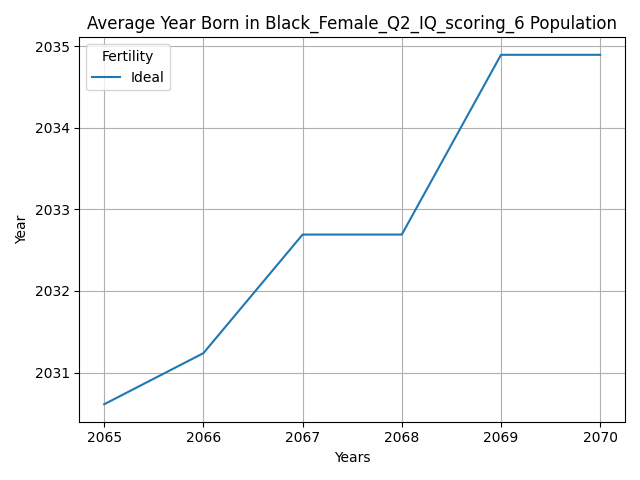 Average Year Born in Black_Female_Q2_IQ_scoring_6 Population
Fertility
Ideal
2035
2034
2033
2032
2031
Year
2065 2066 2067 2068 2069 2070
Years